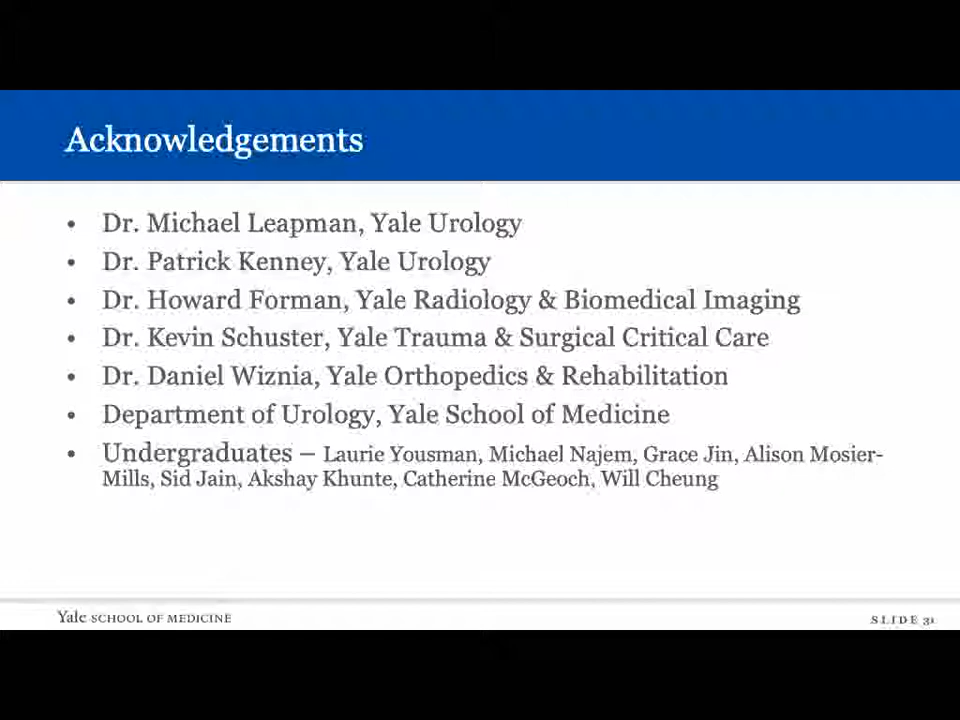 Acknowledgements
• Dr. Michael Leapman, Yale Urology
• Dr. Patrick Kenney, Yale Urology
• Dr. Howard Forman, Yale Radiology & Biomedical Imaging
• Dr. Kevin Schuster, Yale Trauma & Surgical Critical Care
• Dr. Daniel Wiznia, Yale Orthopedics & Rehabilitation
• Department of Urology, Yale School of Medicine
• Undergraduates – Laurie Yousman, Michael Najem, Grace Jin, Alison Mosier-
Mills, Sid Jain, Akshay Khunte, Catherine McGeoch, Will Cheung
Yale SCHOOL OF MEDICINE
SLIDE 31